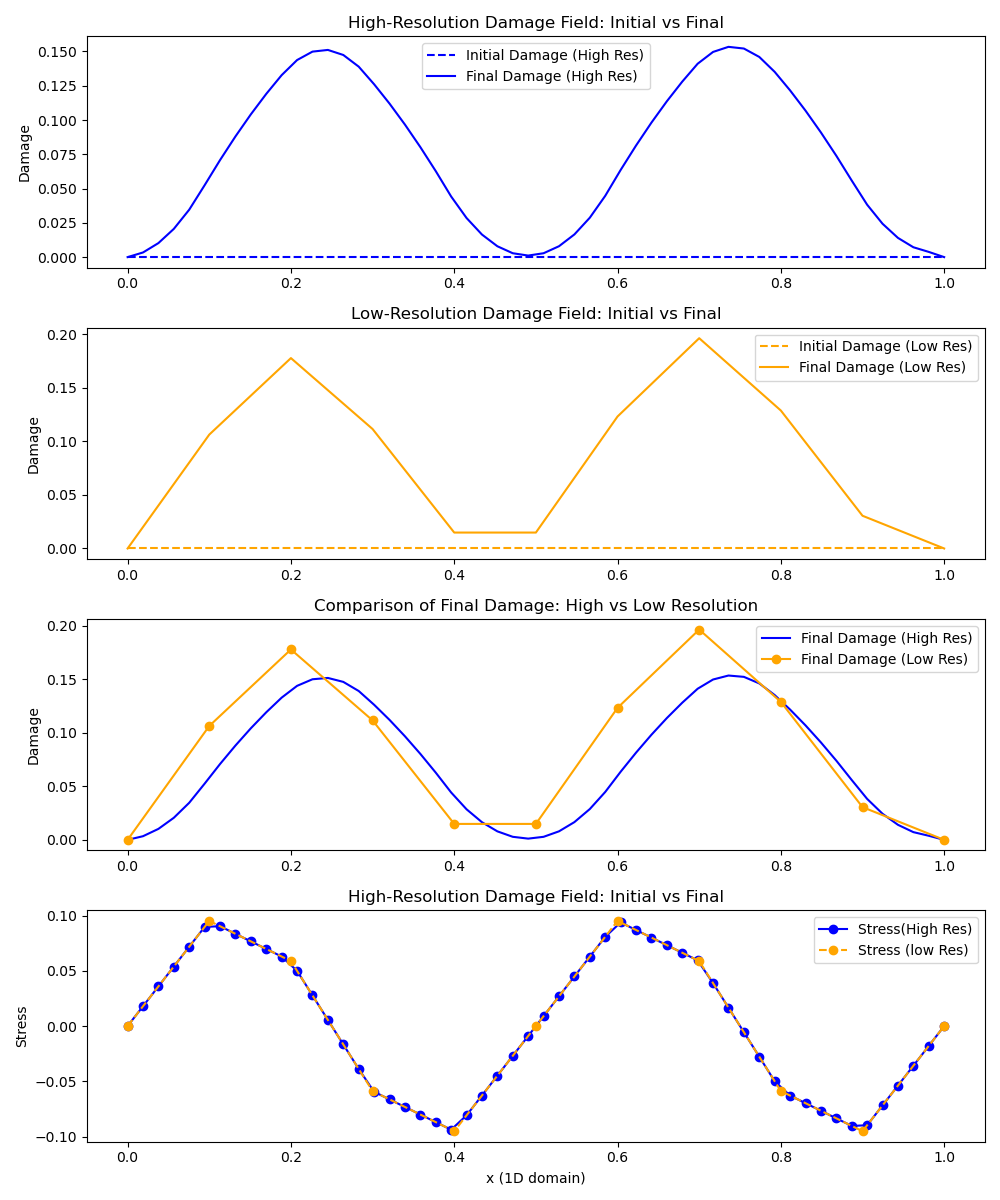 High-Resolution Damage Field: Initial vs Final
Damage
0.150
0.125
0.100
0.075
0.050
0.025
0.000
Initial Damage (High Res)
Final Damage (High Res)
0.0 0.2 0.4 0.6 0.8 1.0
Low-Resolution Damage Field: Initial vs Final
Damage
0.20
0.15
0.10
0.05
0.00
Initial Damage (Low Res)
Final Damage (Low Res)
0.0 0.2 0.4 0.6 0.8 1.0
Comparison of Final Damage: High vs Low Resolution
Damage
0.20
0.15
0.10
0.05
0.00
Final Damage (High Res)
Final Damage (Low Res)
0.0 0.2 0.4 0.6 0.8 1.0
High-Resolution Damage Field: Initial vs Final
Stress
0.10
0.05
0.00
−0.05
−0.10
Stress(High Res)
Stress (low Res)
0.0 0.2 0.4 0.6 0.8 1.0
x (1D domain)